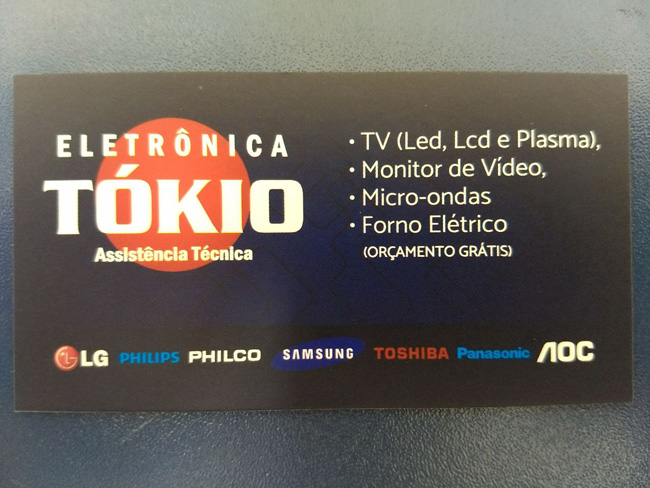 ELETRÔNICA
TÓKIO
Assistência Técnica
• TV (Led, Lcd e Plasma),
• Monitor de Vídeo,
• Micro-ondas
• Forno Elétrico
(ORÇAMENTO GRÁTIS)
LG PHILIPS PHILCO SAMSUNG TOSHIBA Panasonic AOC